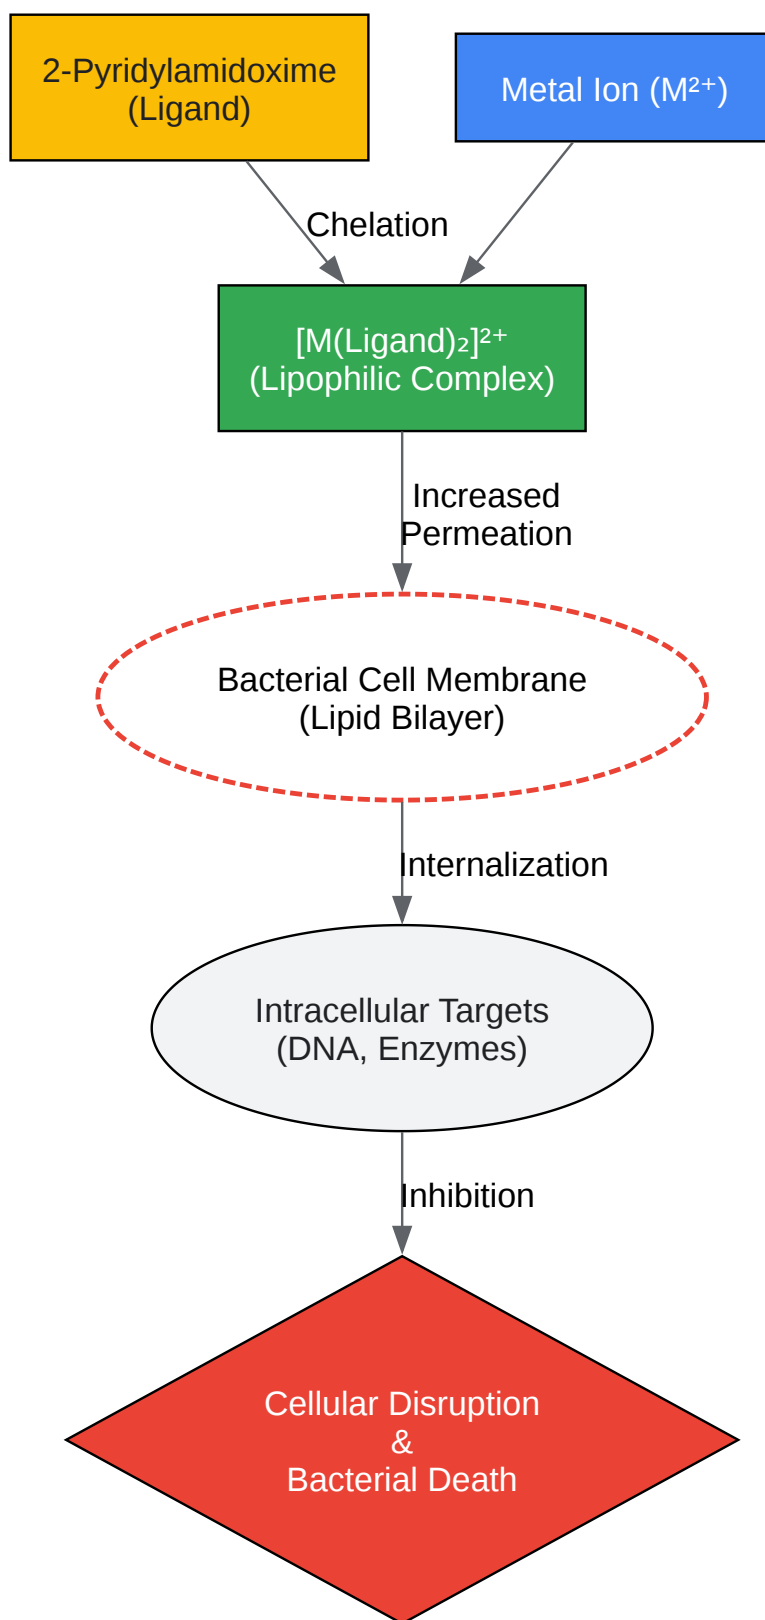 2-Pyridylamidoxime
(Ligand)
Metal Ion (M²⁺)
Chelation
[M(Ligand)₂]²⁺
(Lipophilic Complex)
Increased
Permeation
Bacterial Cell Membrane
(Lipid Bilayer)
Internalization
Intracellular Targets
(DNA, Enzymes)
Inhibition
Cellular Disruption
&
Bacterial Death